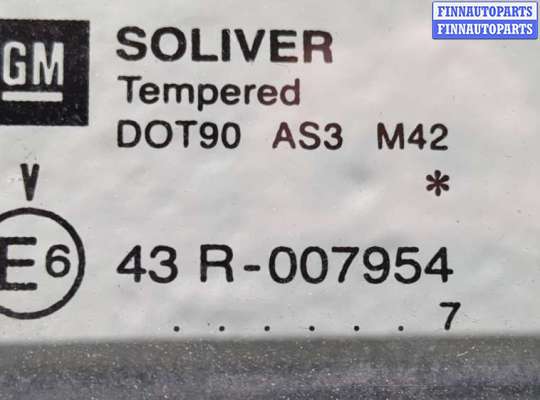 FINNAUTOPARTS
FINNAUTOPARTS
GM
SOLIVER
Tempered
DOT90 AS3 M42
V
*
E6 43 R-007954
. . . . . . 7